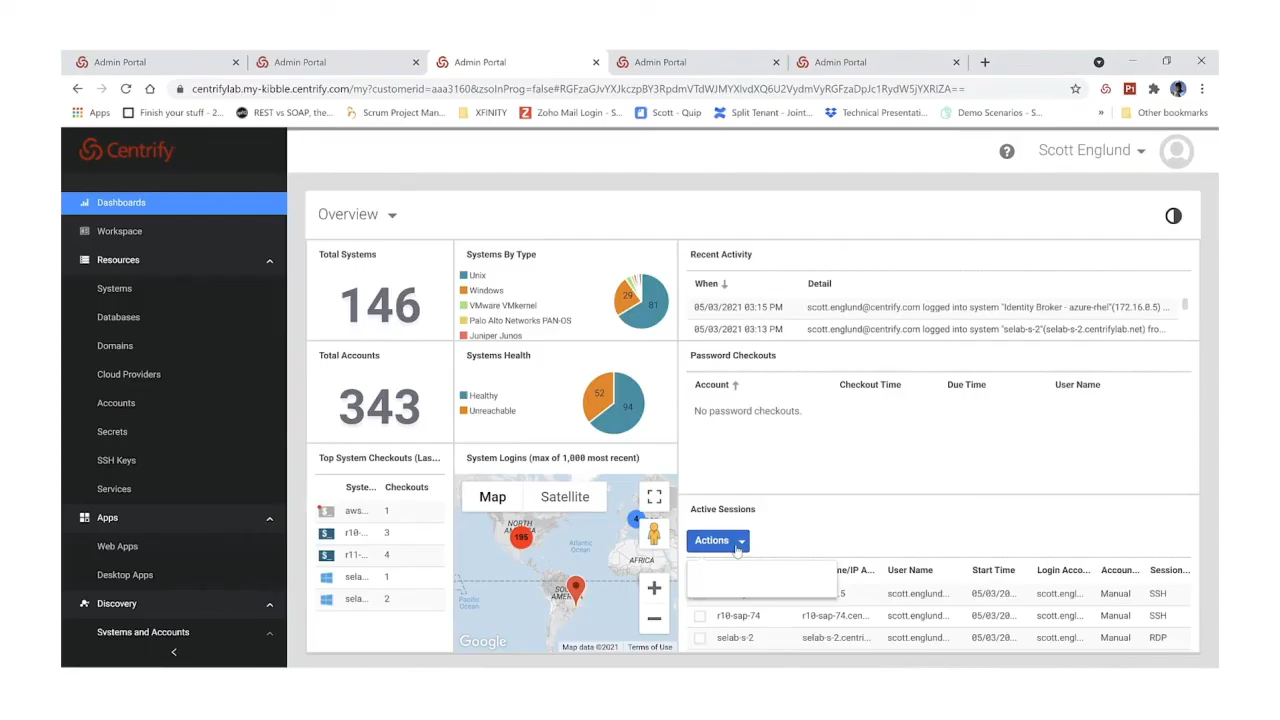 Admin Portal
Admin Portal
Admin Portal
Admin Portal
Admin Portal
centrifylab.my-kibble.centrify.com/my?customerid=aaa3160&zsoInProg=false#RGFzaGJvYXJkczpBY3RpdmVTdWJMYXlvdXQ6U2VydmVyRGFzaDpJc1RydW5jYXRlZA==
Apps
Finish your stuff - 2...
REST vs SOAP, the...
Scrum Project Man...
XFINITY
Zoho Mail Login - S...
Scott - Quip
Split Tenant - Joint...
Technical Presentati...
Demo Scenarios - S...
»
Other bookmarks
Centrify
Scott Englund
Dashboards
Workspace
Resources
Systems
Databases
Domains
Cloud Providers
Accounts
Secrets
SSH Keys
Services
Apps
Web Apps
Desktop Apps
Discovery
Systems and Accounts
Overview
Total Systems
146
Systems By Type
Unix
Windows
VMware VMkernel
Palo Alto Networks PAN-OS
Juniper Junos
29
81
Recent Activity
When Detail
05/03/2021 03:15 PM scott.englund@centrify.com logged into system "Identity Broker - azure-rhel"(172.16.0.5) ...
05/03/2021 03:13 PM scott.englund@centrify.com logged into system "selab-s-2"(selab-s-2.centrifylab.net) fro...
Total Accounts
343
Systems Health
Healthy
Unreachable
52
94
Password Checkouts
Account Checkout Time Due Time User Name
No password checkouts.
Top System Checkouts (Las...
Syste... Checkouts
aws... 1
r10-... 3
r11-... 4
sela... 1
sela... 2
System Logins (max of 1,000 most recent)
Map Satellite
NORTH
195
4
Atlantic
Ocean
AFRICA
Pacific
Ocean
Google
Map data ©2021 Terms of Use
Active Sessions
Actions
me/IP A... User Name Start Time Login Acco... Accoun... Session...
.5 scott.englund... 05/03/20... scott.engl... Manual SSH
r10-sap-74 r10-sap-74.cen... scott.englund... 05/03/20... scott.engl... Manual SSH
selab-s-2 selab-s-2.centri... scott.englund... 05/03/20... scott.engl... Manual RDP